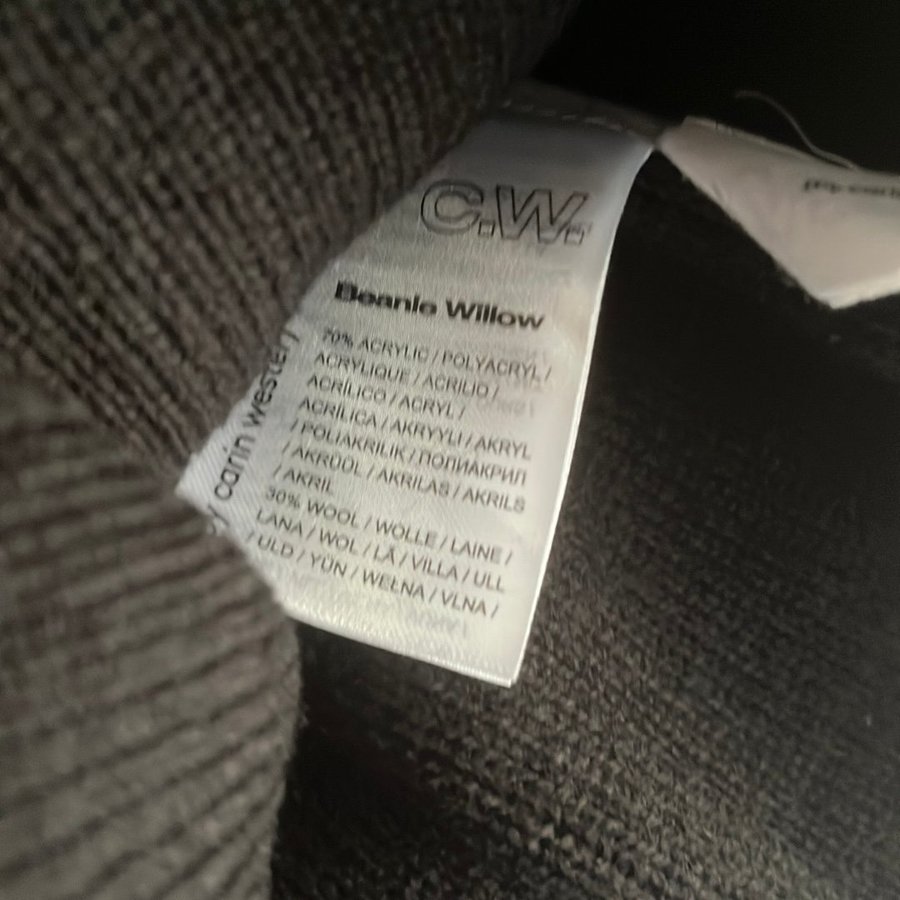 C.W.
Beanie Willow
70% ACRYLIC / POLYACRYL /
ACRYLIQUE / ACRILIO /
ACRÍLICO / ACRYL /
ACRÍLICA / AKRYYLI / AKRYL
/ POLIAKRILIK / ПОЛИАКРИЛ
/ AKRÜÜL / AKRILAS / AKRILS
/ AKRIL
30% WOOL / WOLLE / LAINE /
LANA / WOL / LÃ / VILLA / ULL
/ ULD / YÜN / WEŁNA / VLNA /
carin wester